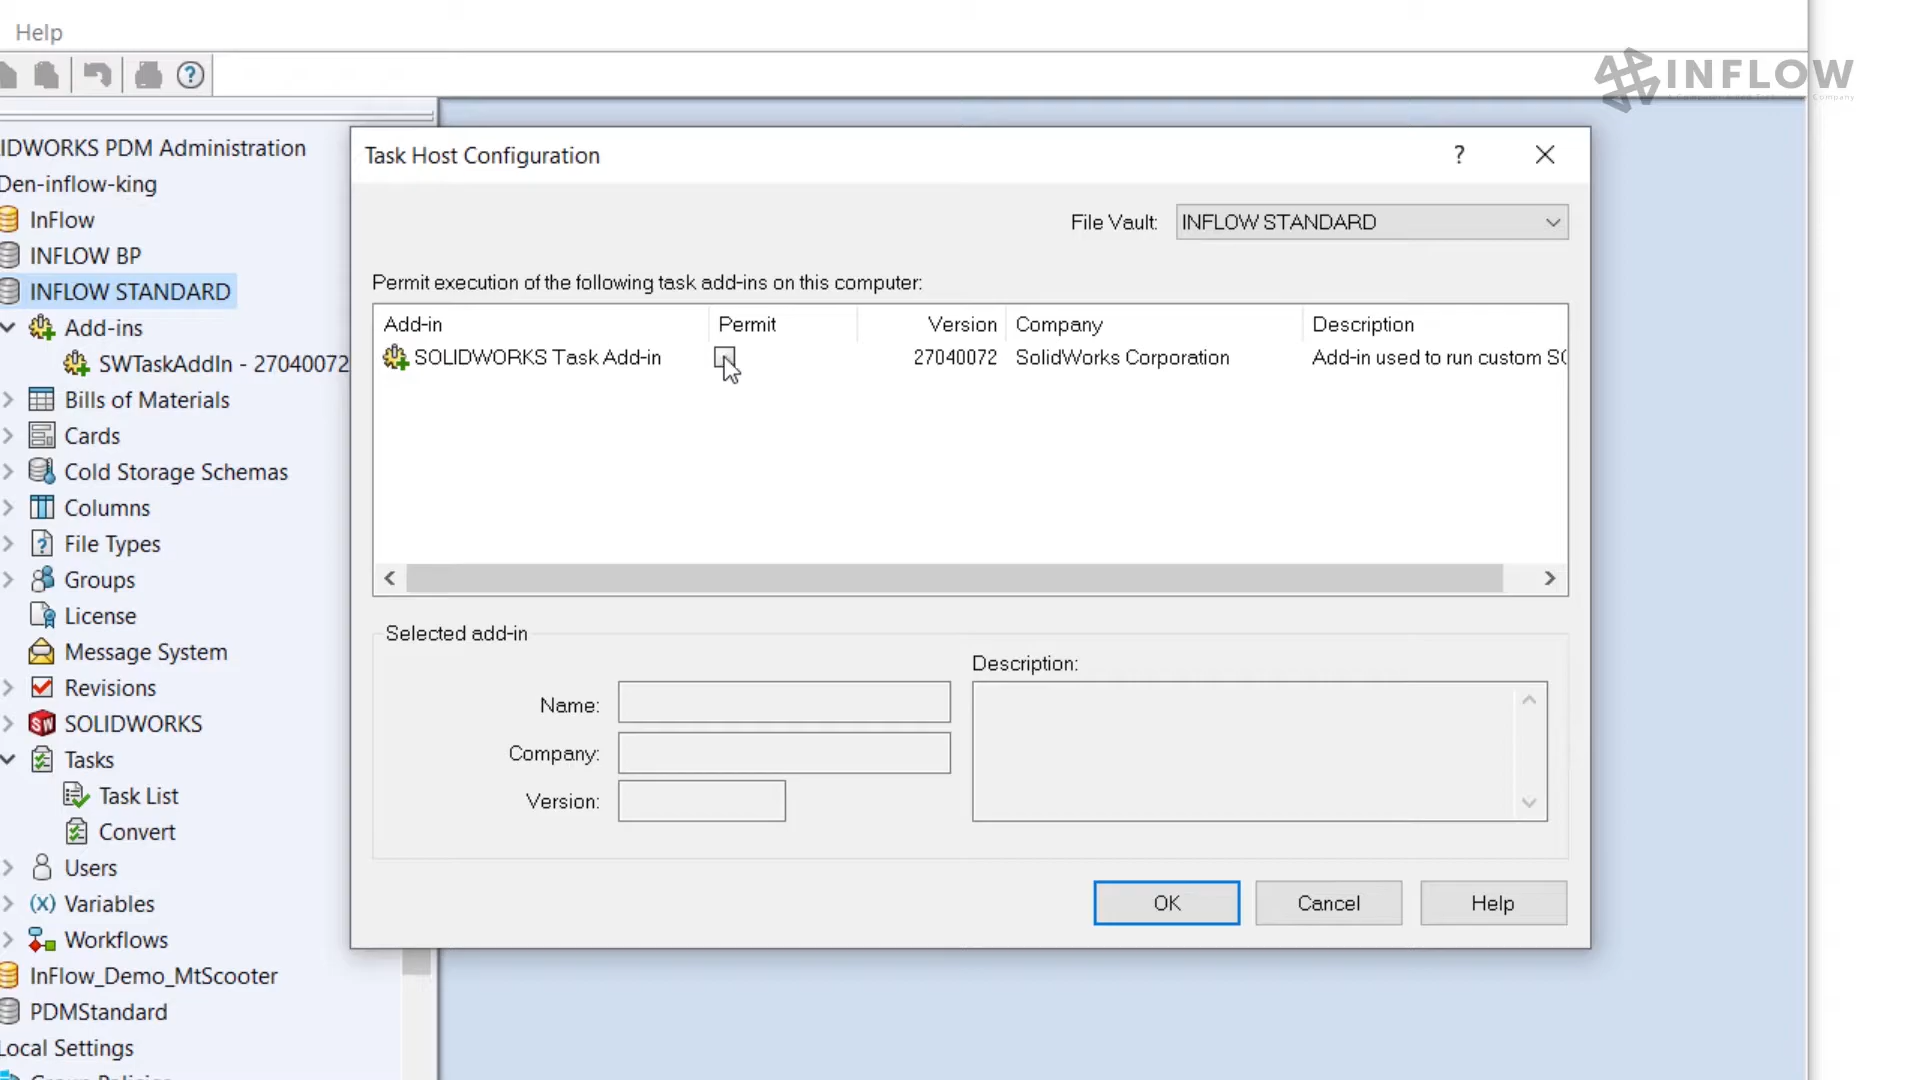 Help
INFLOW
IDWORKS PDM Administration
Den-inflow-king
InFlow
INFLOW BP
INFLOW STANDARD
Add-ins
SWTaskAddIn - 27040072
Bills of Materials
Cards
Cold Storage Schemas
Columns
File Types
Groups
License
Message System
Revisions
SOLIDWORKS
Tasks
Task List
Convert
Users
Variables
Workflows
InFlow_Demo_MtScooter
PDMStandard
Local Settings
Task Host Configuration
File Vault: INFLOW STANDARD
Permit execution of the following task add-ins on this computer:
Add-in Permit Version Company Description
SOLIDWORKS Task Add-in 27040072 SolidWorks Corporation Add-in used to run custom SO
Selected add-in
Description:
Name:
Company:
Version:
OK Cancel Help